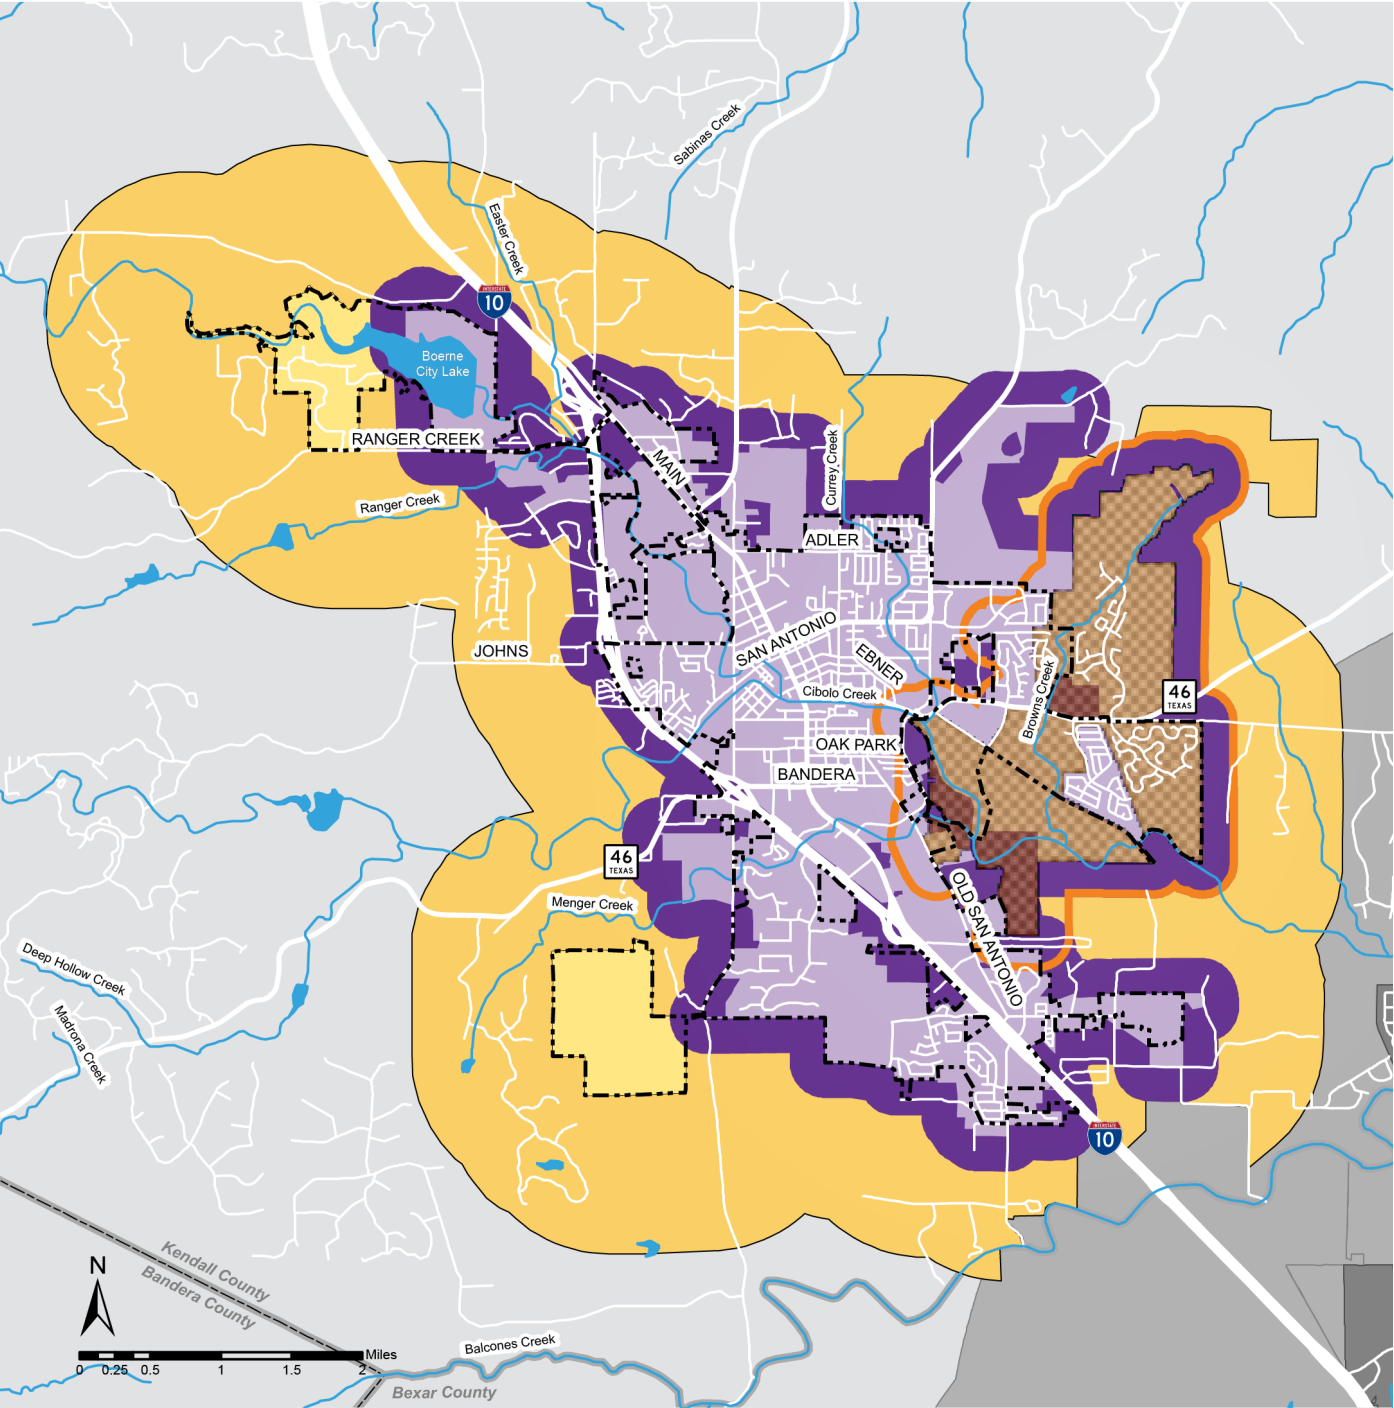 Sabinas Creek
Easter Creek
INTERSTATE
10
Boerne
City Lake
RANGER CREEK
MAIN
Currey Creek
Ranger Creek
ADLER
JOHNS
SAN ANTONIO
EBNER
Cibolo Creek
Browns Creek
46
TEXAS
OAK PARK
BANDERA
46
TEXAS
Menger Creek
OLD SAN ANTONIO
Deep Hollow Creek
Madrona Creek
INTERSTATE
10
Kendall County
Bandera County
N
Miles
0 0.25 0.5 1 1.5 2
Balcones Creek
Bexar County